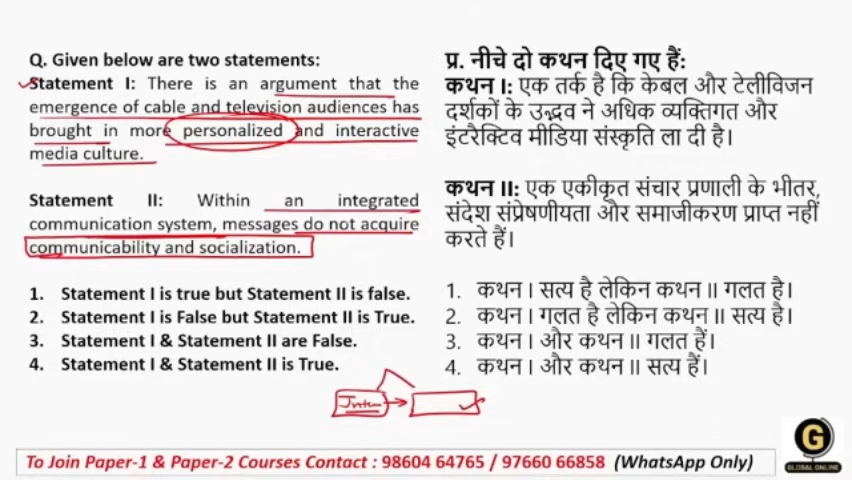 Q. Given below are two statements:
Statement I: There is an argument that the
emergence of cable and television audiences has
brought in more personalized and interactive
media culture.
Statement II: Within an integrated
communication system, messages do not acquire
communicability and socialization.
1. Statement I is true but Statement II is false.
2. Statement I is False but Statement II is True.
3. Statement I & Statement II are False.
4. Statement I & Statement II is True.
प्र. नीचे दो कथन दिए गए हैं:
कथन I: एक तर्क है कि केबल और टेलीविजन
दर्शकों के उद्भव ने अधिक व्यक्तिगत और
इंटरैक्टिव मीडिया संस्कृति ला दी है।
कथन II: एक एकीकृत संचार प्रणाली के भीतर,
संदेश संप्रेषणीयता और समाजीकरण प्राप्त नहीं
करते हैं।
1. कथन I सत्य है लेकिन कथन II गलत है।
2. कथन I गलत है लेकिन कथन II सत्य है।
3. कथन I और कथन II गलत हैं।
4. कथन I और कथन II सत्य हैं।
G
GLOBAL ONLINE
To Join Paper-1 & Paper-2 Courses Contact : 98604 64765 / 97660 66858 (WhatsApp Only)